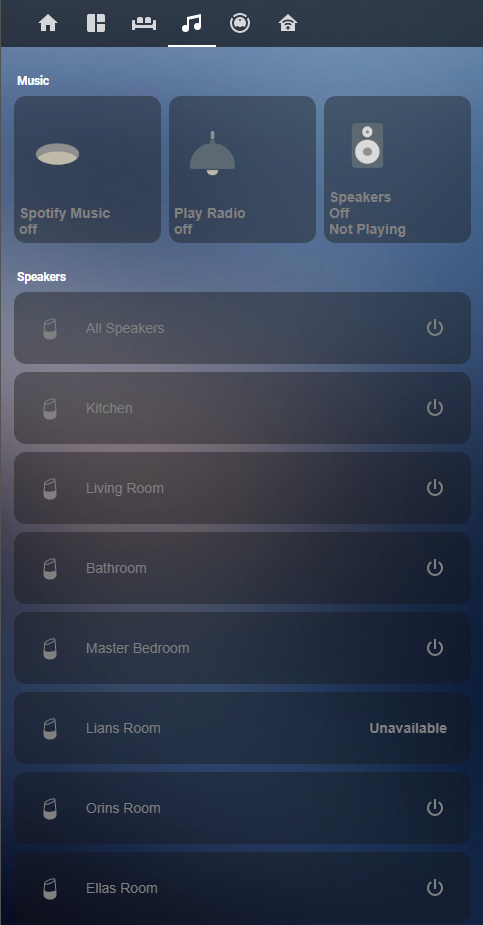 Music
Spotify Music
off
Play Radio
off
Speakers
Off
Not Playing
Speakers
All Speakers
Kitchen
Living Room
Bathroom
Master Bedroom
Lians Room
Unavailable
Orins Room
Ellas Room